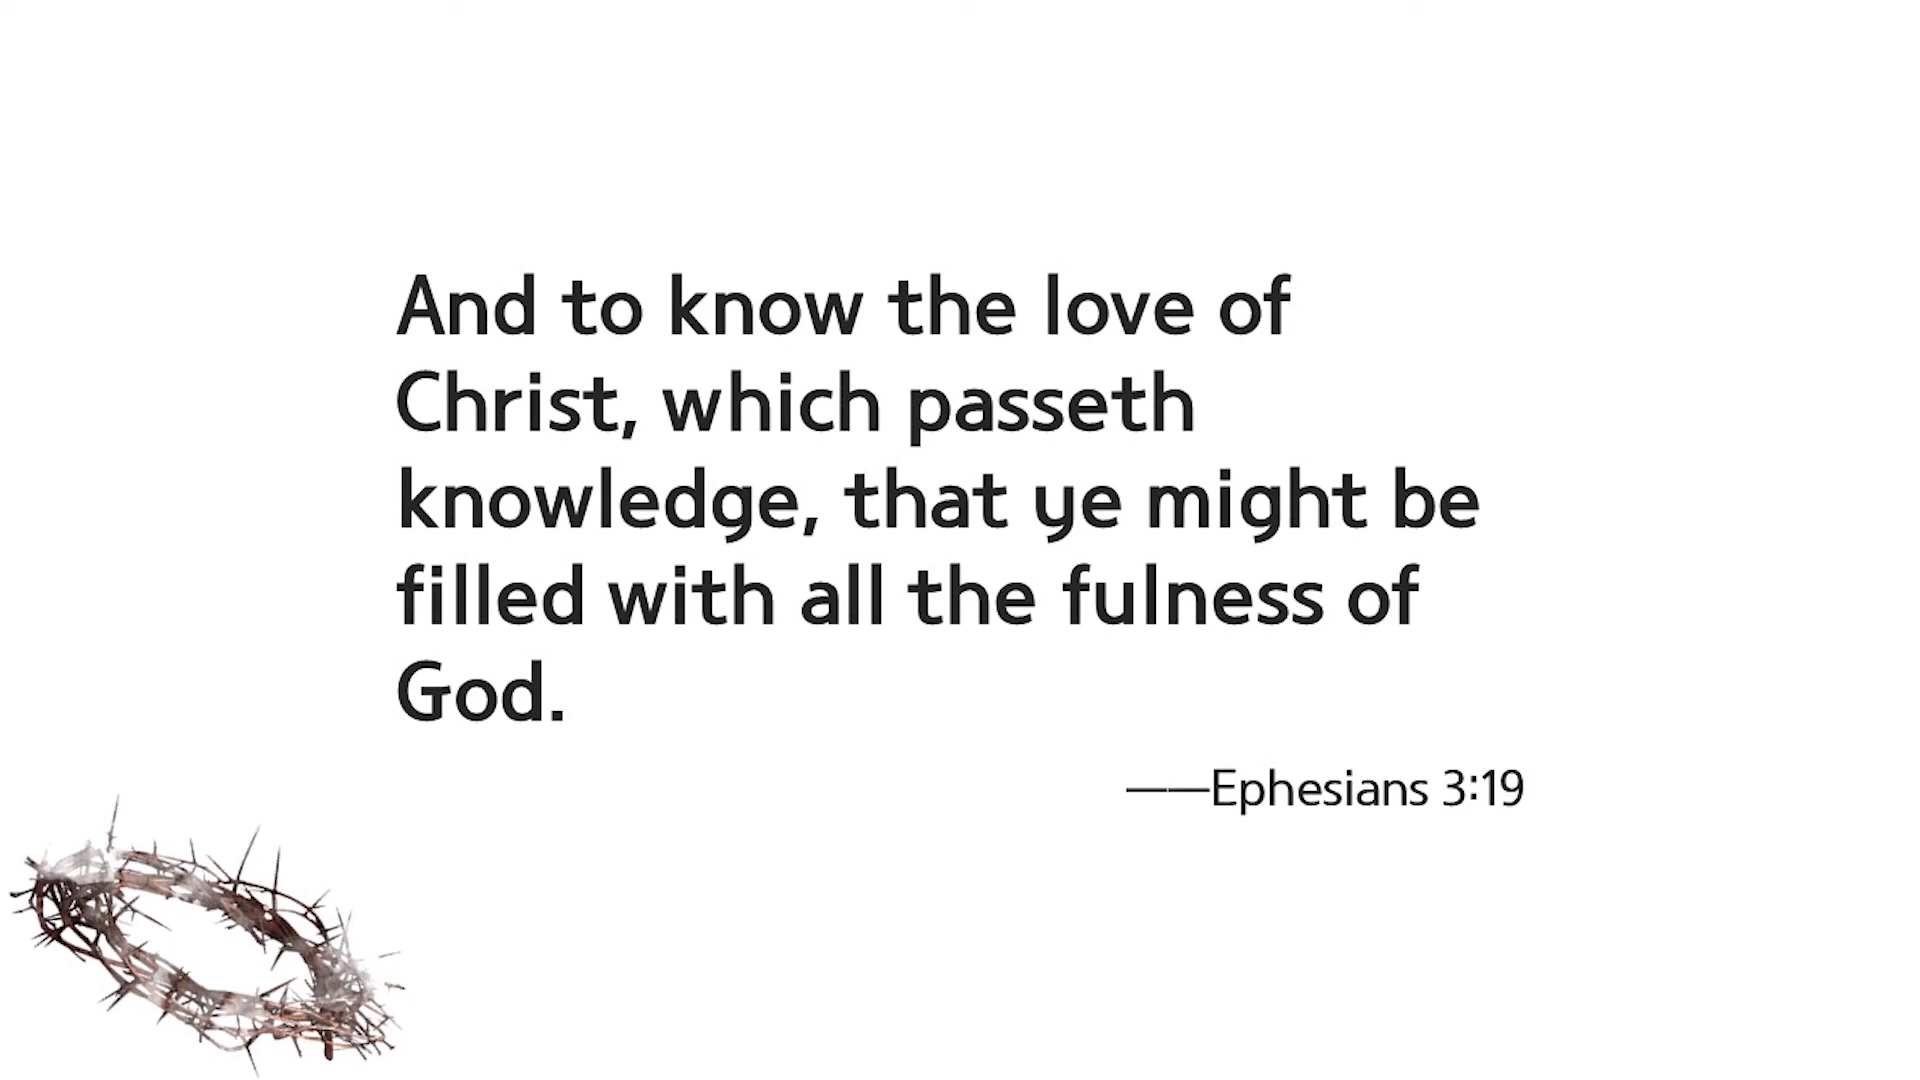 And to know the love of
Christ, which passeth
knowledge, that ye might be
filled with all the fulness of
God.
——Ephesians 3:19